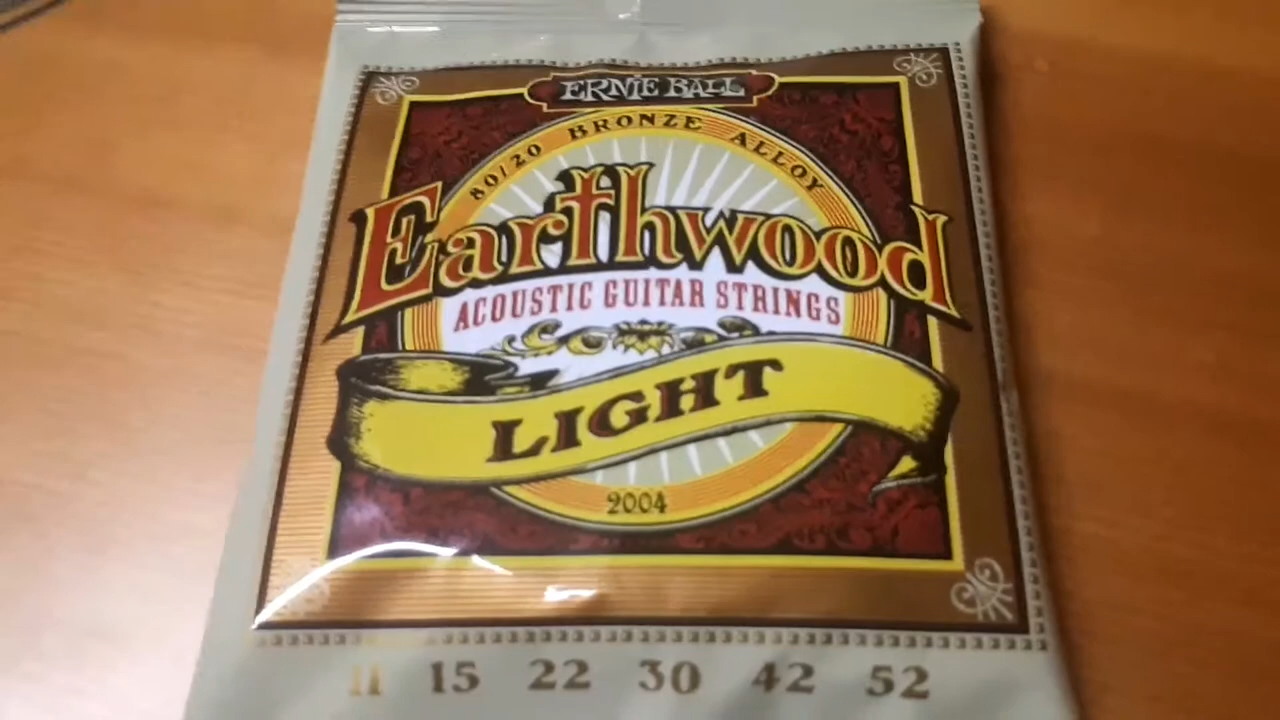 ERNIE BALL
80/20 BRONZE ALLOY
Earthwood
ACOUSTIC GUITAR STRINGS
LIGHT
2004
11 15 22 30 42 52